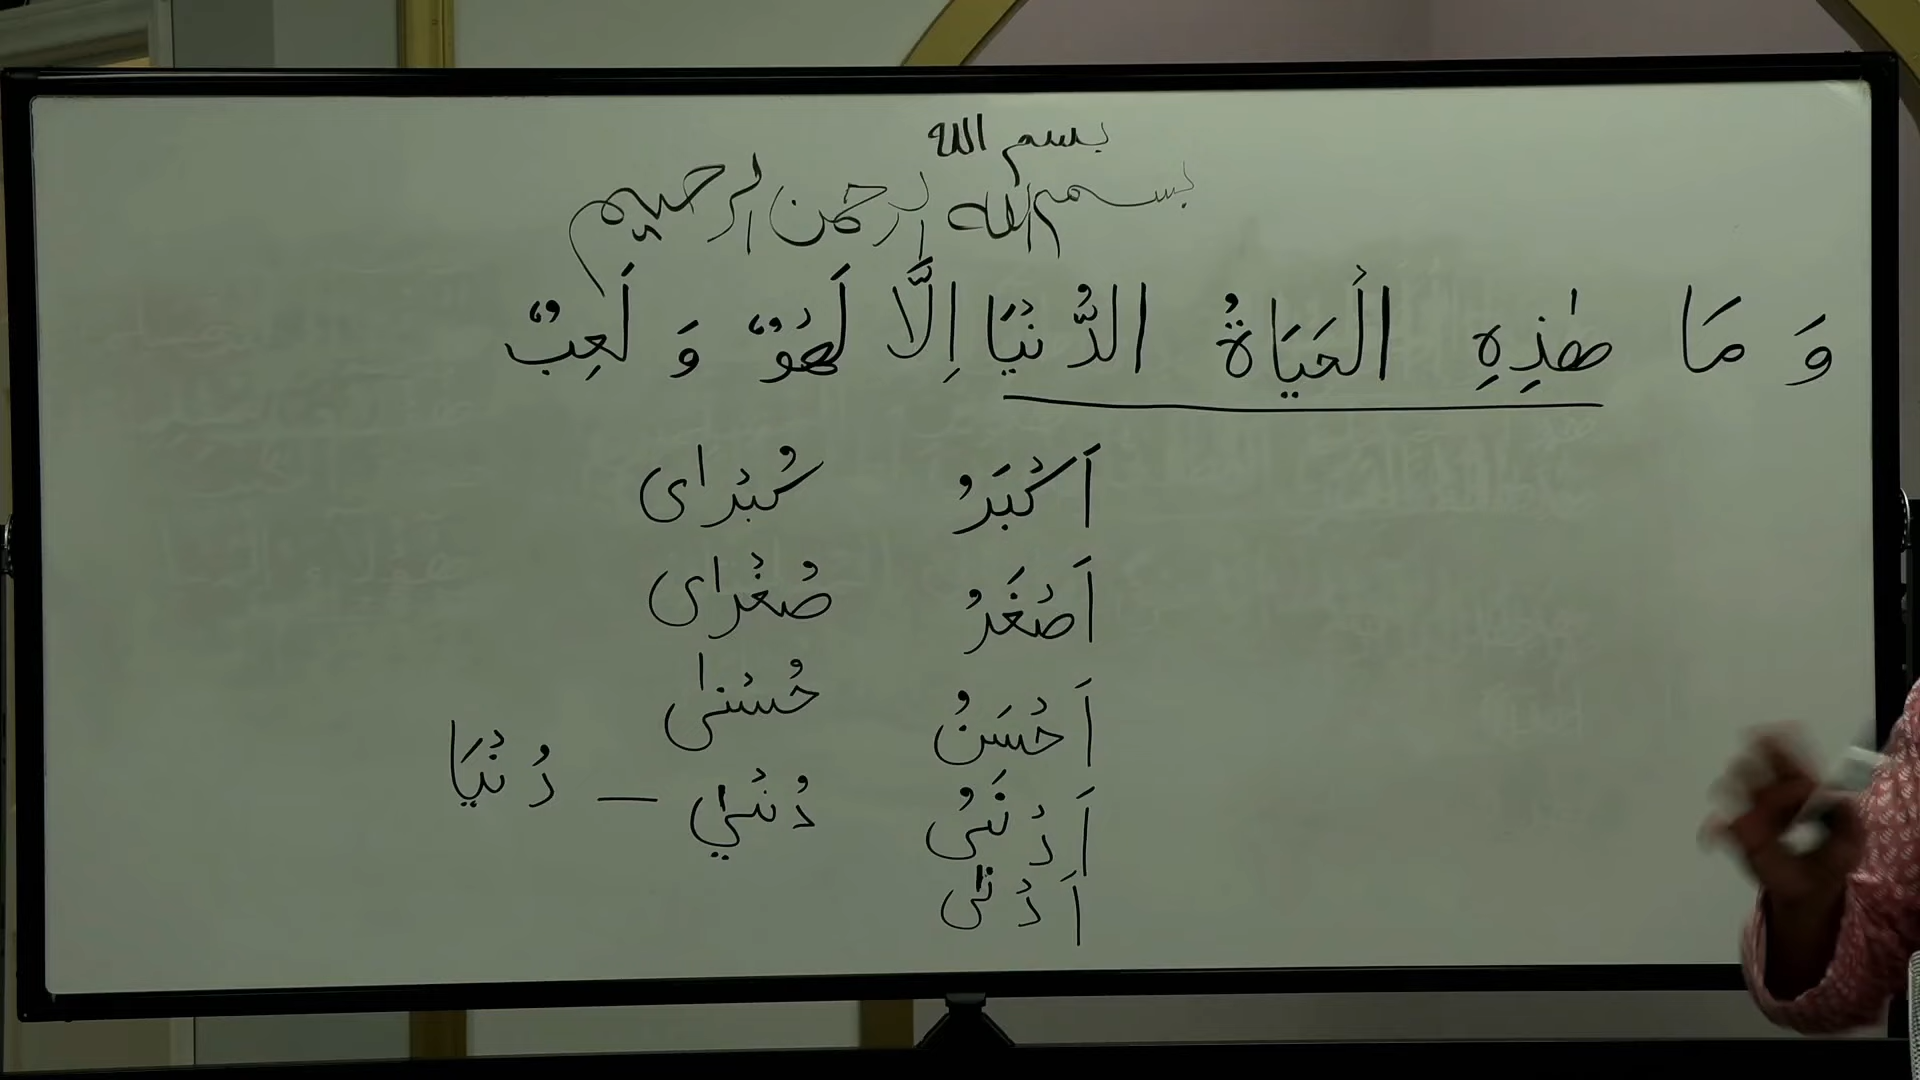 بسم الله
بسم الله الرحمن الرحيم
وَ مَا هٰذِهِ الْحَيَاةُ الدُّنْيَا اِلَّا لَهْوٌ وَ لَعِبٌ
اَكْبَرُ كُبْرٰى
اَصْغَرُ صُغْرٰى
اَحْسَنُ حُسْنٰى
اَدْنَىُ دُنْيٰ — دُنْيَا
اَدْنٰى